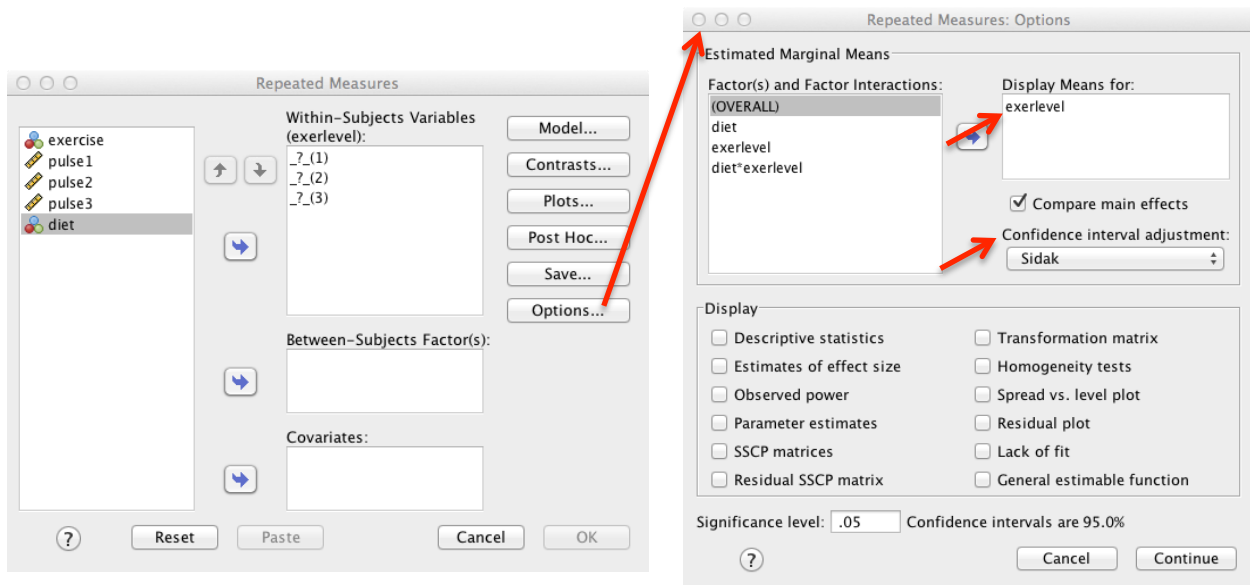 Repeated Measures
exercise
pulse1
pulse2
pulse3
diet
Within-Subjects Variables
(exerlevel):
_?_(1)
_?_(2)
_?_(3)
Between-Subjects Factor(s):
Covariates:
Model...
Contrasts...
Plots...
Post Hoc...
Save...
Options...
?
Reset
Paste
Cancel
OK
Repeated Measures: Options
Estimated Marginal Means
Factor(s) and Factor Interactions:
(OVERALL)
diet
exerlevel
diet*exerlevel
Display Means for:
exerlevel
Compare main effects
Confidence interval adjustment:
Sidak
Display
Descriptive statistics
Estimates of effect size
Observed power
Parameter estimates
SSCP matrices
Residual SSCP matrix
Transformation matrix
Homogeneity tests
Spread vs. level plot
Residual plot
Lack of fit
General estimable function
Significance level: .05 Confidence intervals are 95.0%
?
Cancel
Continue